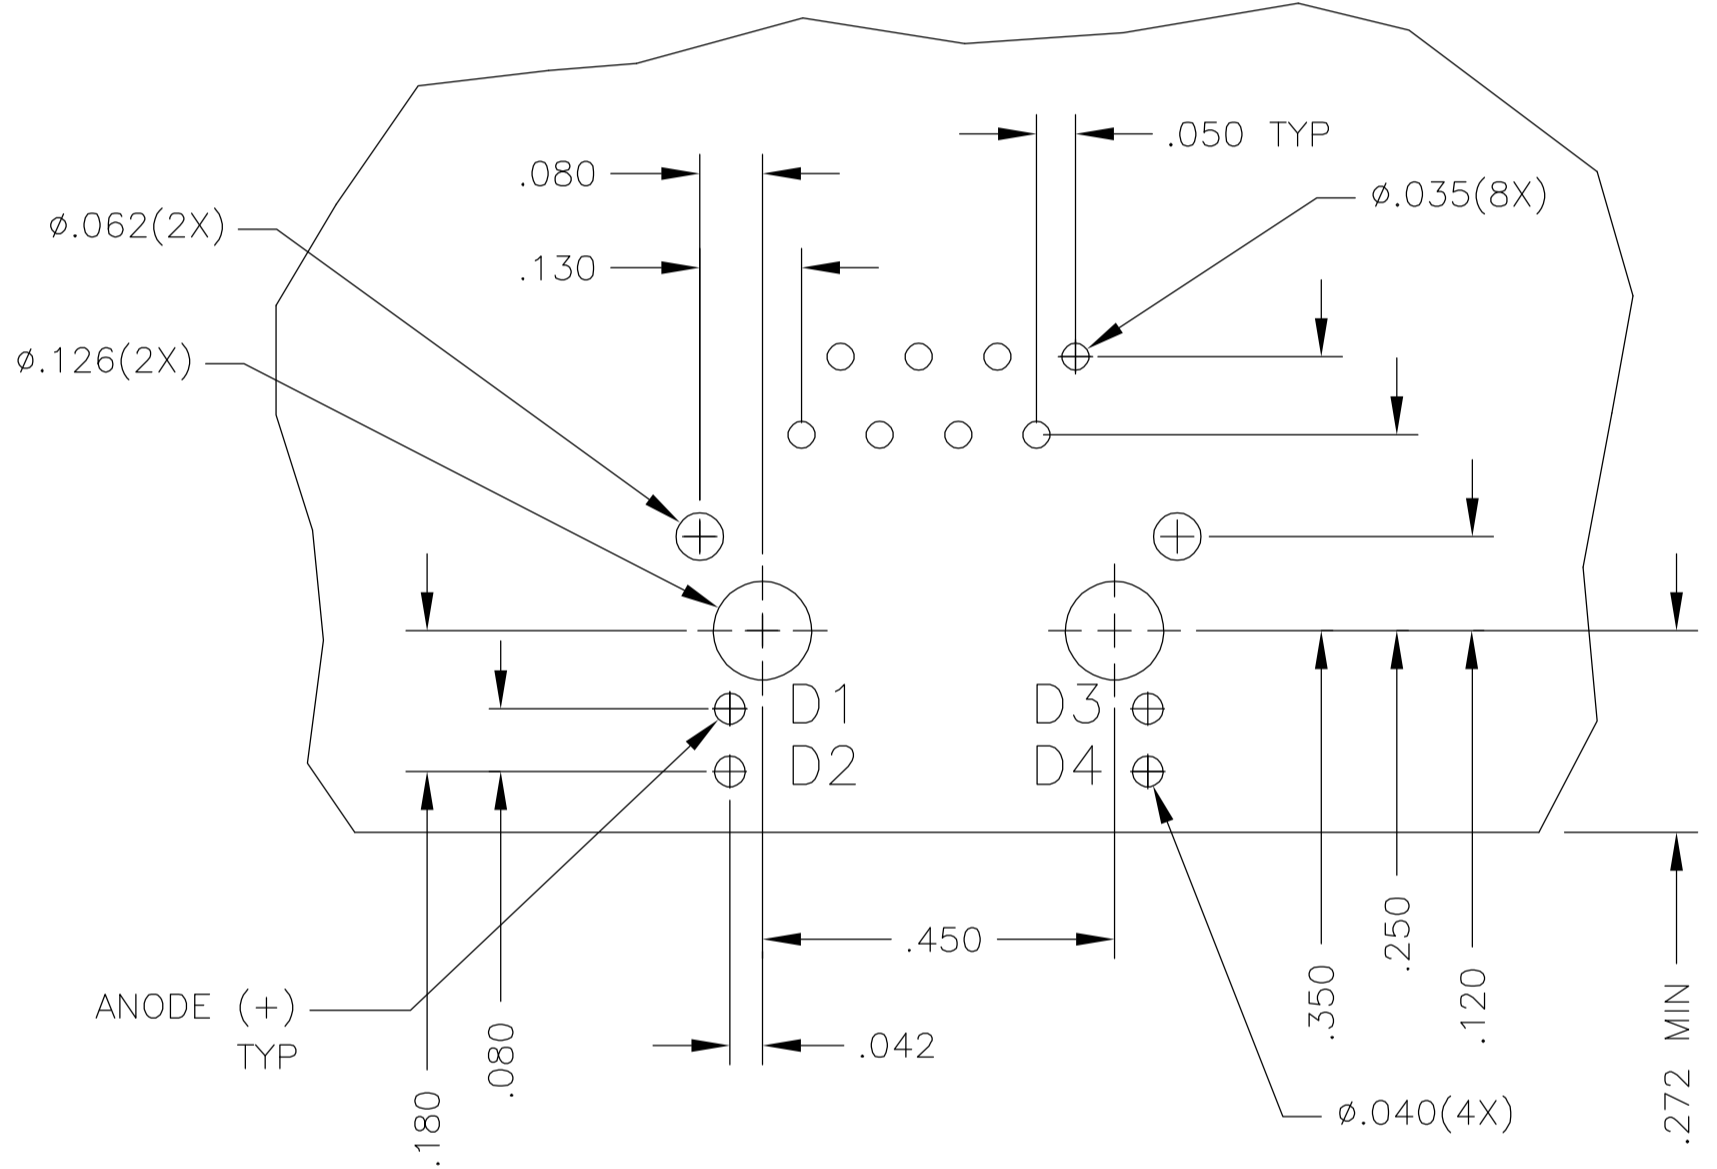 .050 TYP
.080
ø.035(8X)
ø.062(2X)
.130
ø.126(2X)
D1
D3
D2
D4
.450
.250
.350
.120
ANODE (+)
TYP
.272 MIN
.042
.080
.180
ø.040(4X)